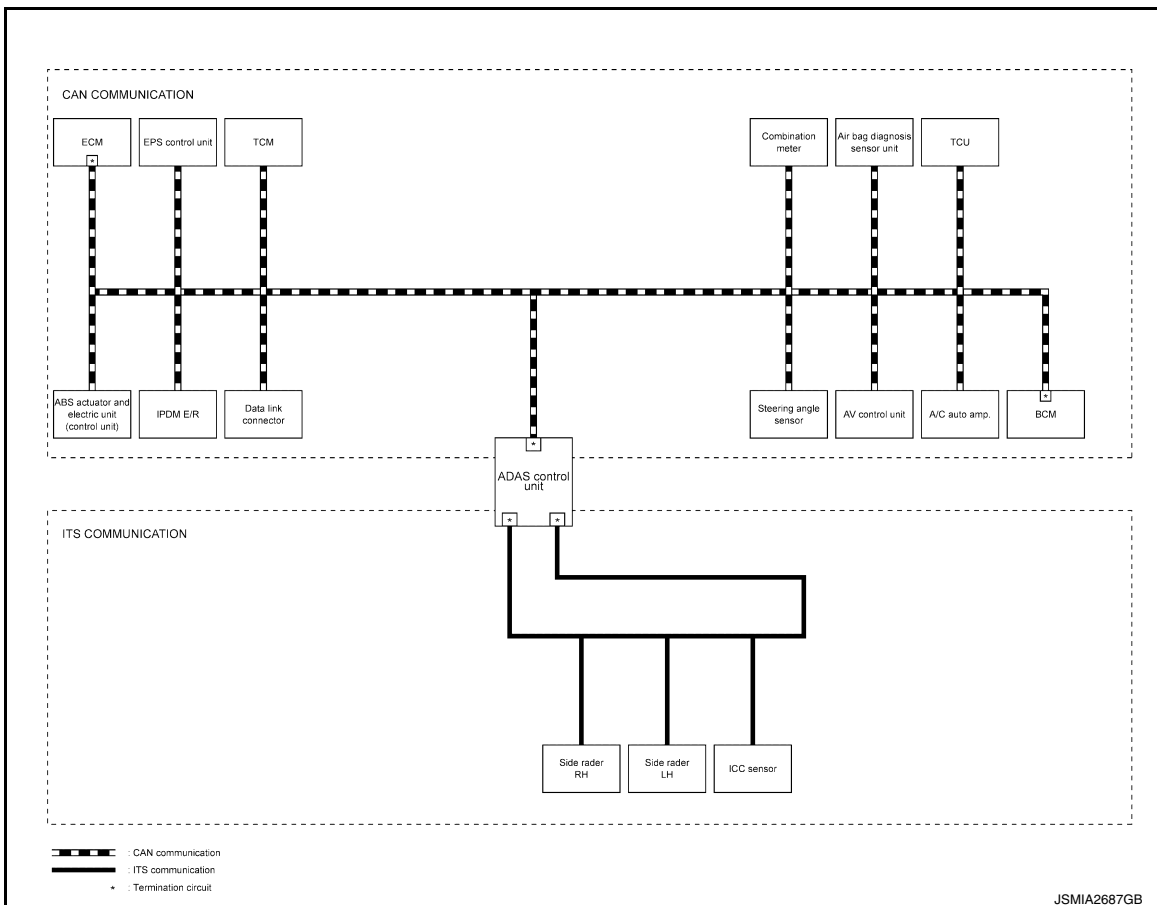 CAN COMMUNICATION
ECM
*
EPS control unit
TCM
Combination
meter
Air bag diagnosis
sensor unit
TCU
ABS actuator and
electric unit
(control unit)
IPDM E/R
Data link
connector
Steering angle
sensor
AV control unit
A/C auto amp.
*
BCM
*
ADAS control
unit
* *
ITS COMMUNICATION
Side rader
RH
Side rader
LH
ICC sensor
: CAN communication
: ITS communication
* : Termination circuit
JSMIA2687GB